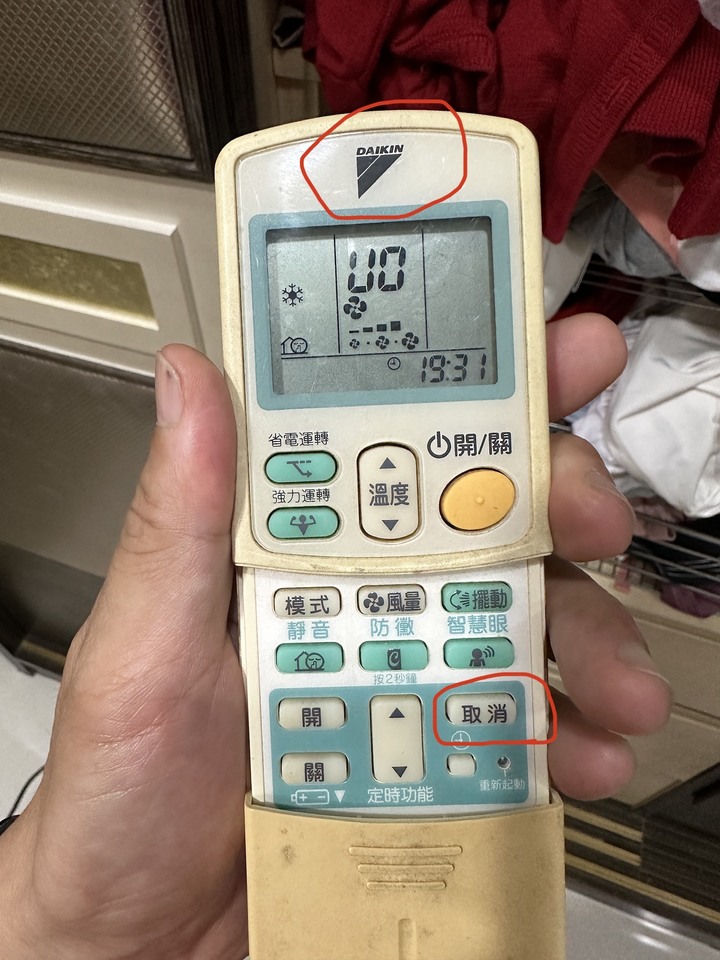 DAIKIN
U0
19:31
省電運轉
開/關
強力運轉
溫度
模式
風量
擺動
靜音
防黴
智慧眼
按2秒鐘
開
取消
關
定時功能
重新起動